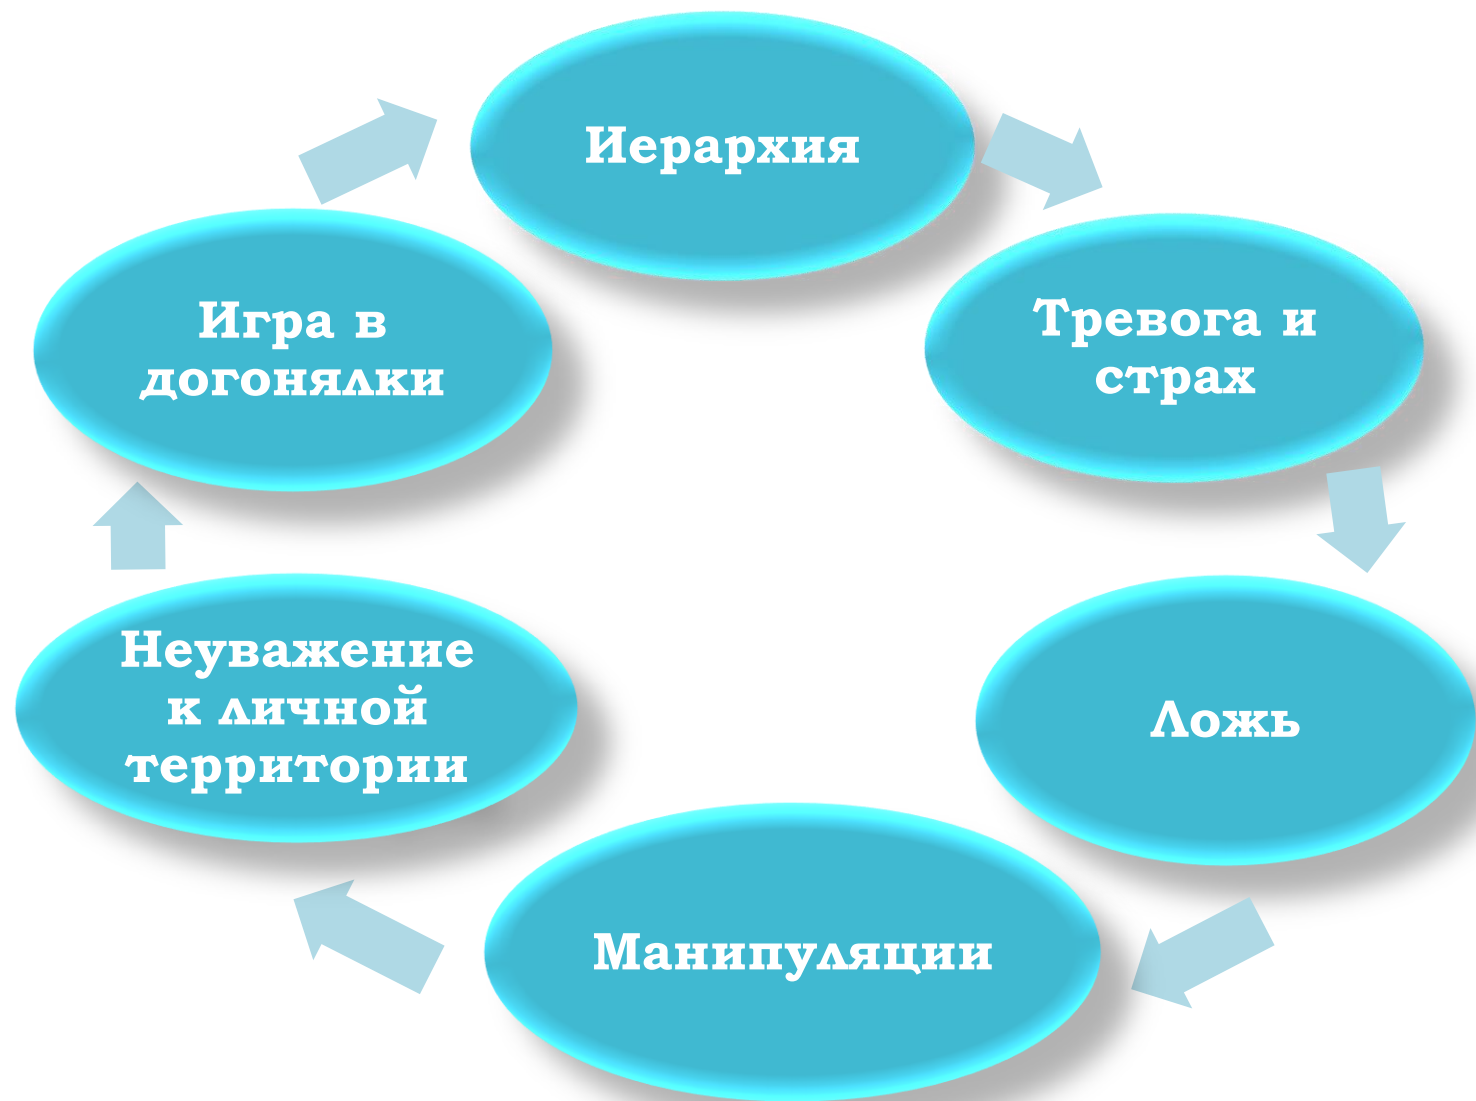 Иерархия
Тревога и
страх
Ложь
Манипуляции
Неуважение
к личной
территории
Игра в
догонялки